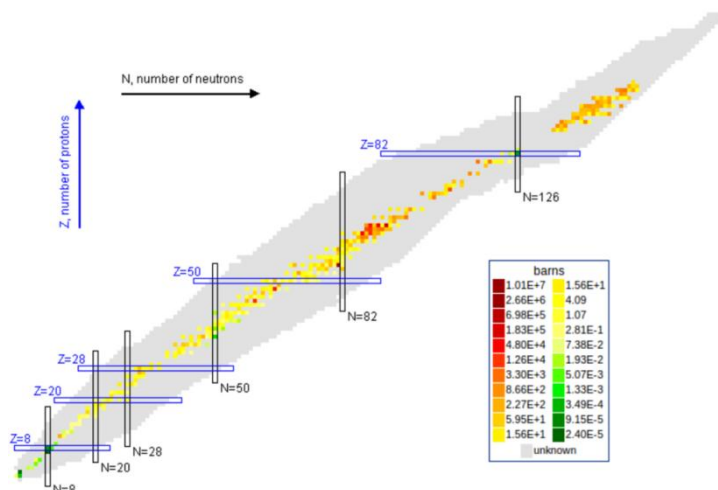 N, number of neutrons
Z, number of protons
Z=82
N=126
Z=50
N=82
Z=28
N=50
Z=20
N=28
Z=8
N=20
N=8
barns
1.01E+7 1.56E+1
2.66E+6 4.09
6.98E+5 1.07
1.83E+5 2.81E-1
4.80E+4 7.38E-2
1.26E+4 1.93E-2
3.30E+3 5.07E-3
8.66E+2 1.33E-3
2.27E+2 3.49E-4
5.95E+1 9.15E-5
1.56E+1 2.40E-5
unknown